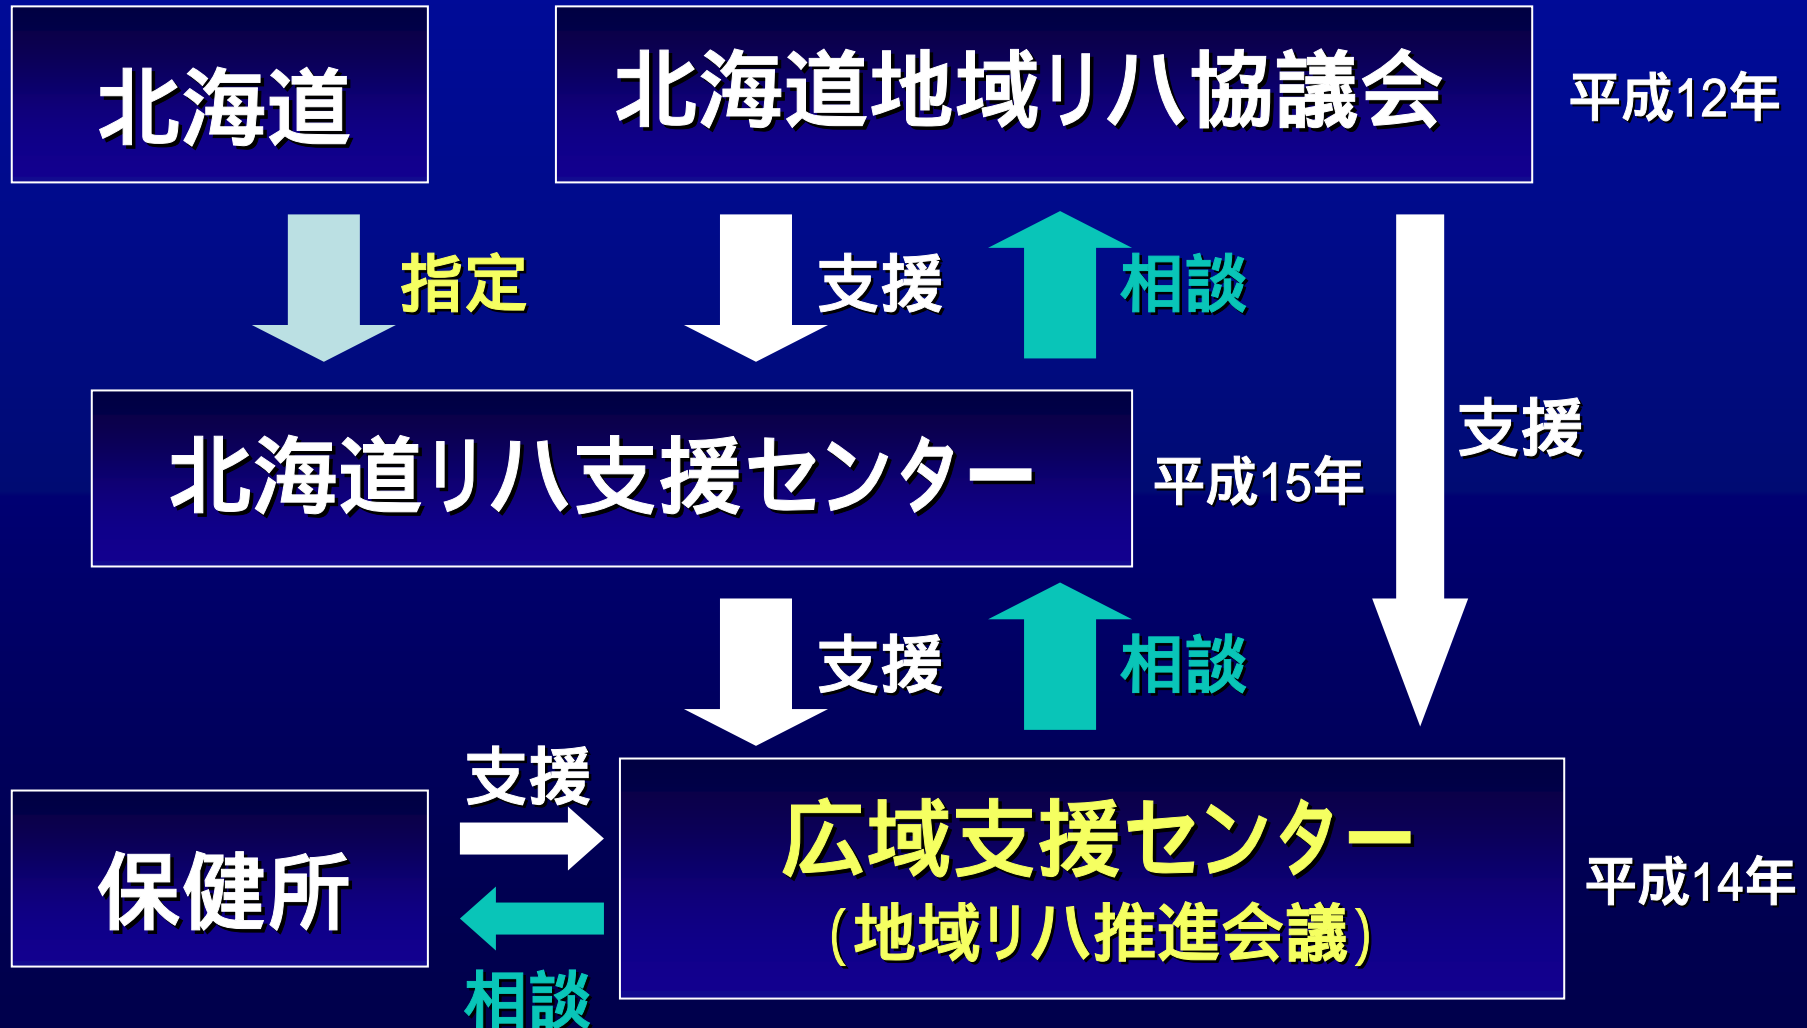 北海道
北海道地域リハ協議会
平成12年
指定
支援
相談
支援
北海道リハ支援センター
平成15年
支援
相談
支援
保健所
広域支援センター
(地域リハ推進会議)
平成14年
相談